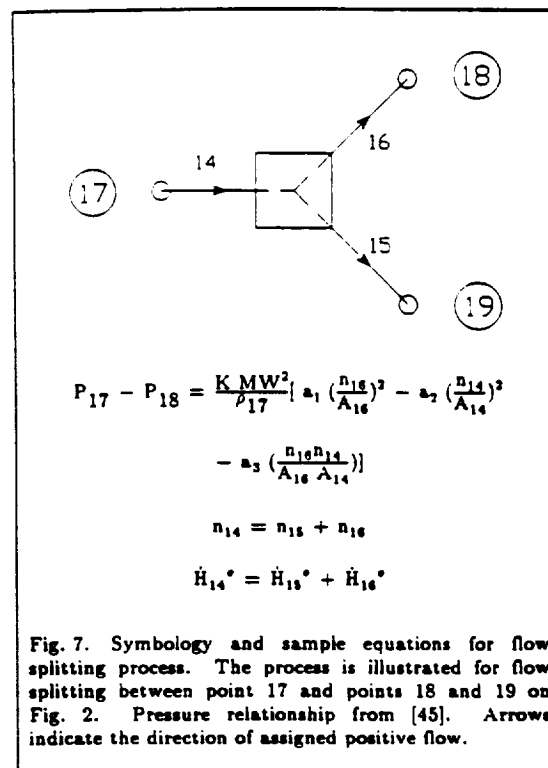 18
16
14
17
15
19
P₁₇ − P₁₈ = K MW² / ρ₁₇ [ a₁ (n₁₆ / A₁₆)² − a₂ (n₁₄ / A₁₄)²
− a₃ (n₁₆n₁₄ / A₁₆ A₁₄)]
n₁₄ = n₁₅ + n₁₆
Ḣ₁₄* = Ḣ₁₅* + Ḣ₁₆*
Fig. 7. Symbology and sample equations for flow
splitting process. The process is illustrated for flow
splitting between point 17 and points 18 and 19 on
Fig. 2. Pressure relationship from [45]. Arrows
indicate the direction of assigned positive flow.